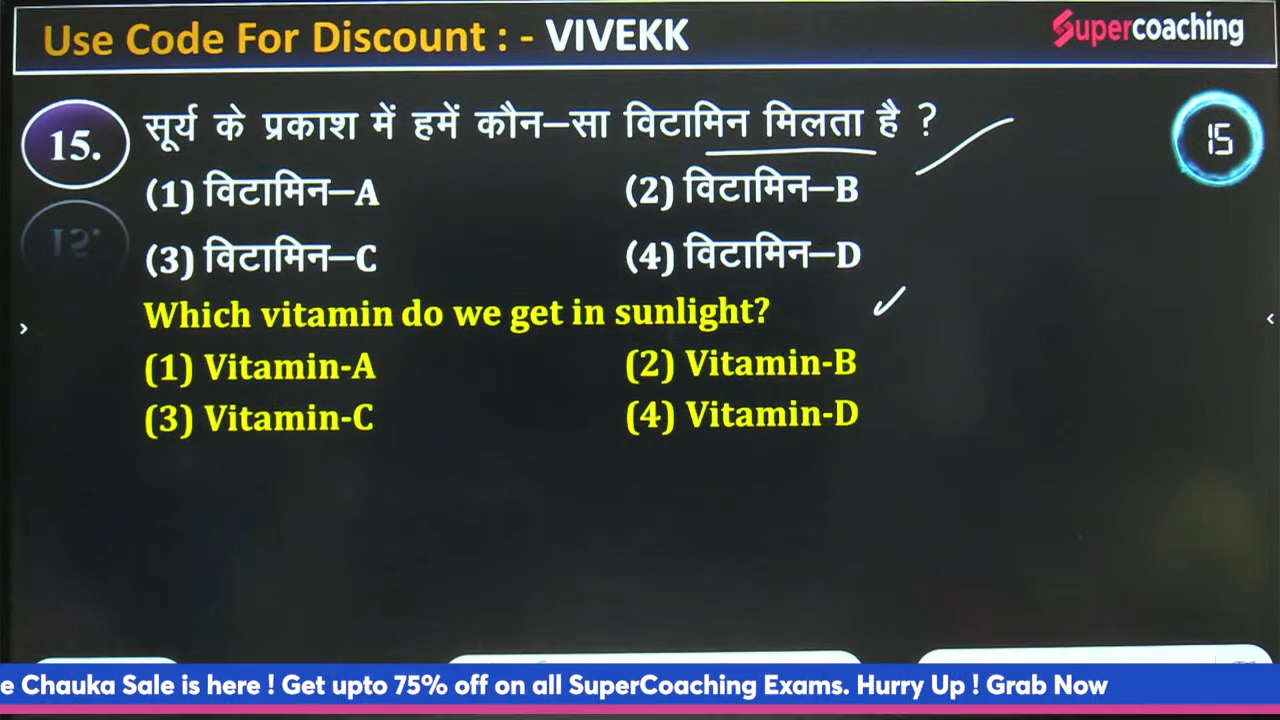 Use Code For Discount : - VIVEKK
Supercoaching
15. सूर्य के प्रकाश में हमें कौन–सा विटामिन मिलता है ?
15
(1) विटामिन–A (2) विटामिन–B
(3) विटामिन–C (4) विटामिन–D
Which vitamin do we get in sunlight?
(1) Vitamin-A (2) Vitamin-B
(3) Vitamin-C (4) Vitamin-D
e Chauka Sale is here ! Get upto 75% off on all SuperCoaching Exams. Hurry Up ! Grab Now